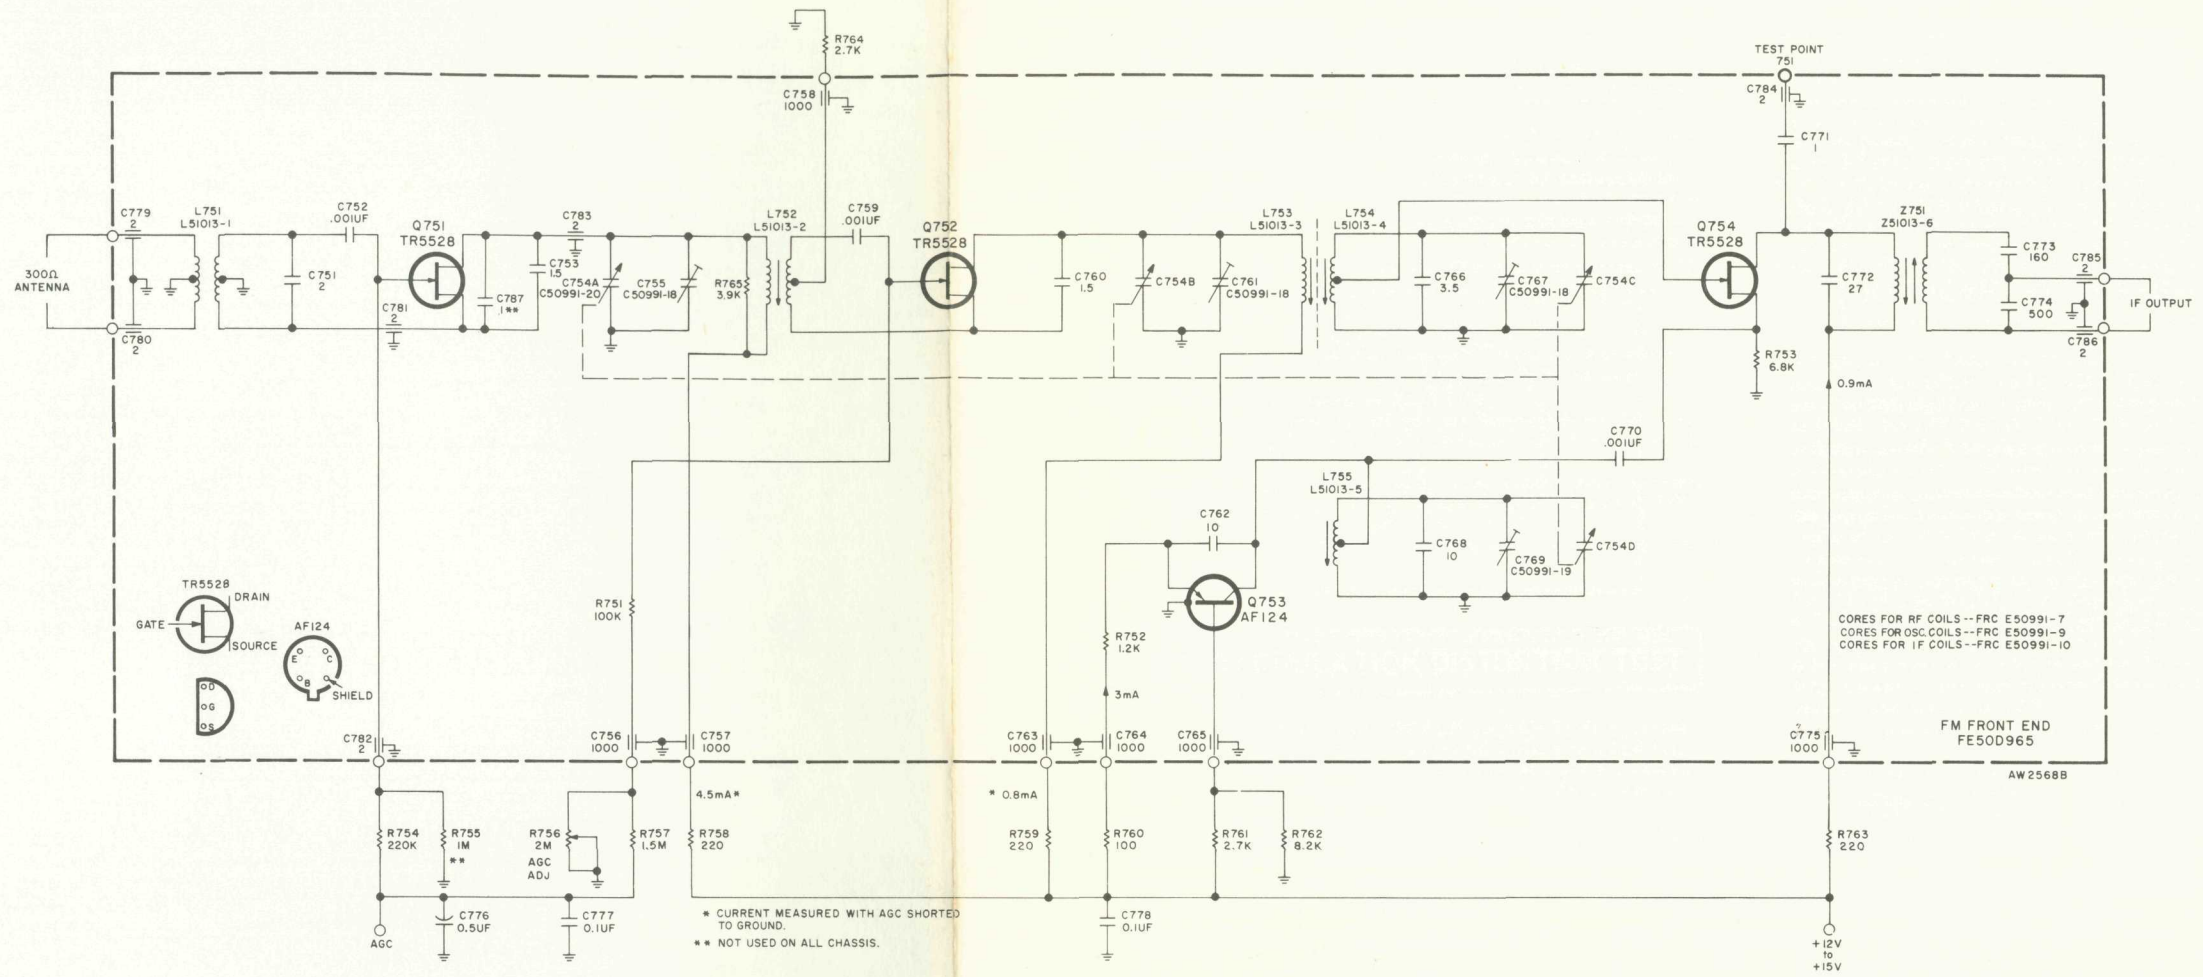 R764
2.7K
TEST POINT
751
C758
1000
C784
2
C771
1
C779
2
L751
L51013-1
C752
.001UF
Q751
TR5528
C783
2
L752
L51013-2
C759
.001UF
Q752
TR5528
L753
L51013-3
L754
L51013-4
Q754
TR5528
Z751
Z51013-6
300Ω
ANTENNA
C751
2
C781
2
C787
.1**
C753
1.5
C754A
C50991-20
C755
C50991-18
R765
3.9K
C760
1.5
C754B
C761
C50991-18
C766
3.5
C767
C50991-18
C754C
C772
27
C773
160
C785
2
C774
500
IF OUTPUT
C780
2
C786
2
R753
6.8K
0.9mA
C770
.001UF
L755
L51013-5
C762
10
C768
10
C769
C50991-19
C754D
TR5528
DRAIN
GATE
SOURCE
AF124
E
C
B
SHIELD
D
G
S
R751
100K
Q753
AF124
R752
1.2K
3mA
CORES FOR RF COILS--FRC E50991-7
CORES FOR OSC. COILS--FRC E50991-9
CORES FOR IF COILS--FRC E50991-10
C782
2
C756
1000
C757
1000
C763
1000
C764
1000
C765
1000
C775
1000
FM FRONT END
FE50D965
AW2568B
4.5mA*
* 0.8mA
R754
220K
R755
1M
**
R756
2M
AGC
ADJ
R757
1.5M
R758
220
R759
220
R760
100
R761
2.7K
R762
8.2K
R763
220
C776
0.5UF
C777
0.1UF
C778
0.1UF
AGC
* CURRENT MEASURED WITH AGC SHORTED
TO GROUND.
** NOT USED ON ALL CHASSIS.
+12V
to
+15V